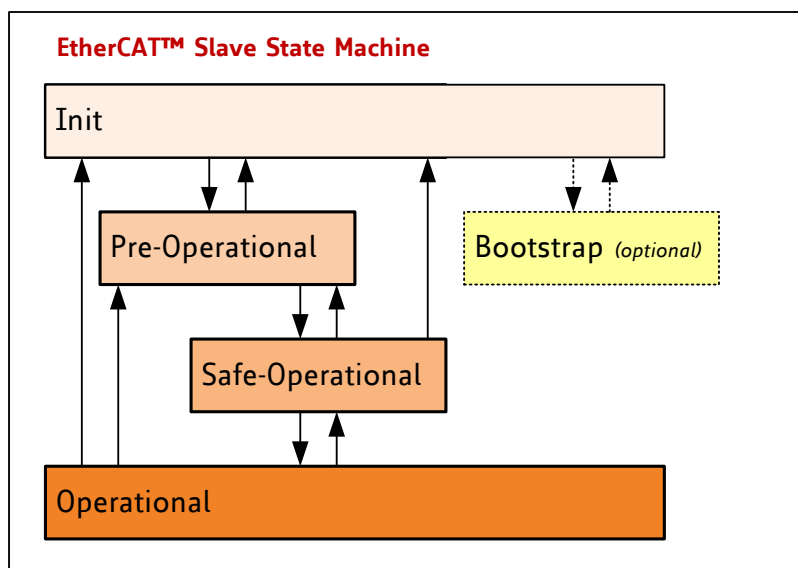 EtherCAT™ Slave State Machine
Init
Pre-Operational
Bootstrap (optional)
Safe-Operational
Operational